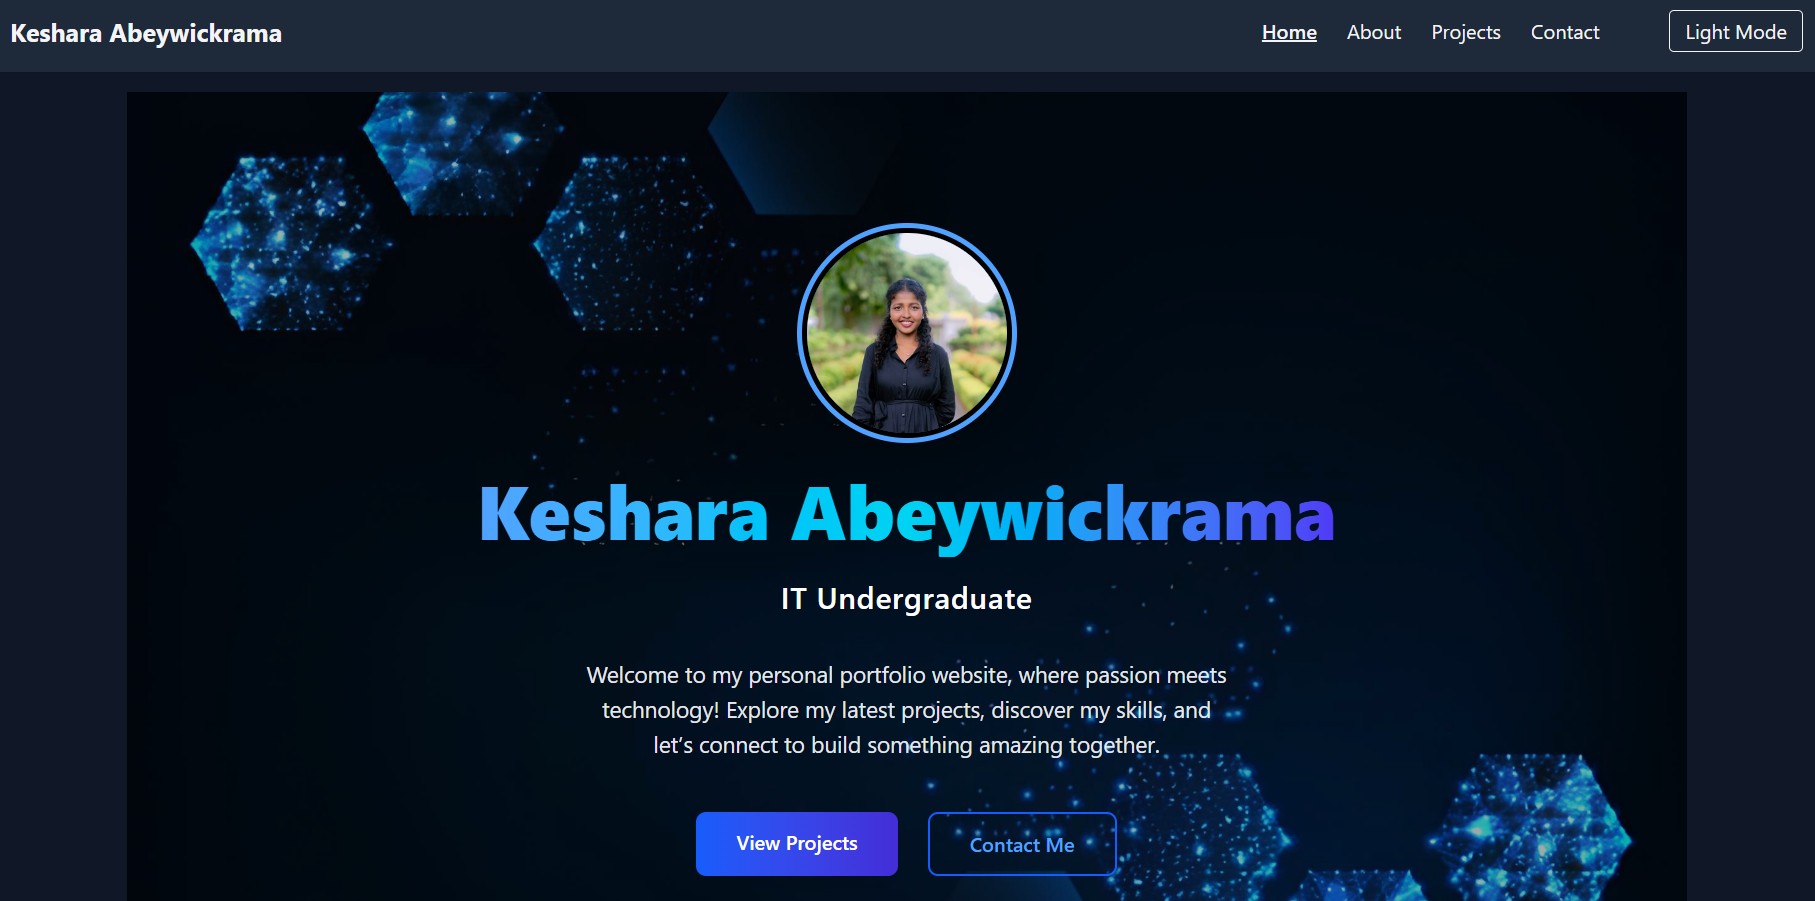 Keshara Abeywickrama
Home About Projects Contact Light Mode
Keshara Abeywickrama
IT Undergraduate
Welcome to my personal portfolio website, where passion meets
technology! Explore my latest projects, discover my skills, and
let’s connect to build something amazing together.
View Projects Contact Me